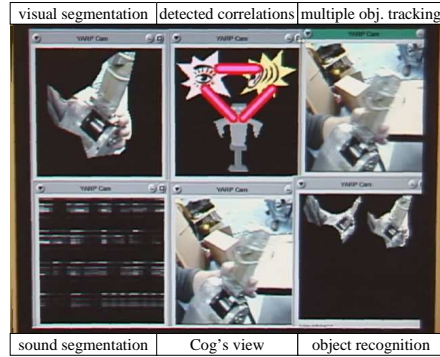 visual segmentation detected correlations multiple obj. tracking
YARP Cam YARP Cam YARP Cam
YARP Cam YARP Cam YARP Cam
sound segmentation Cog's view object recognition